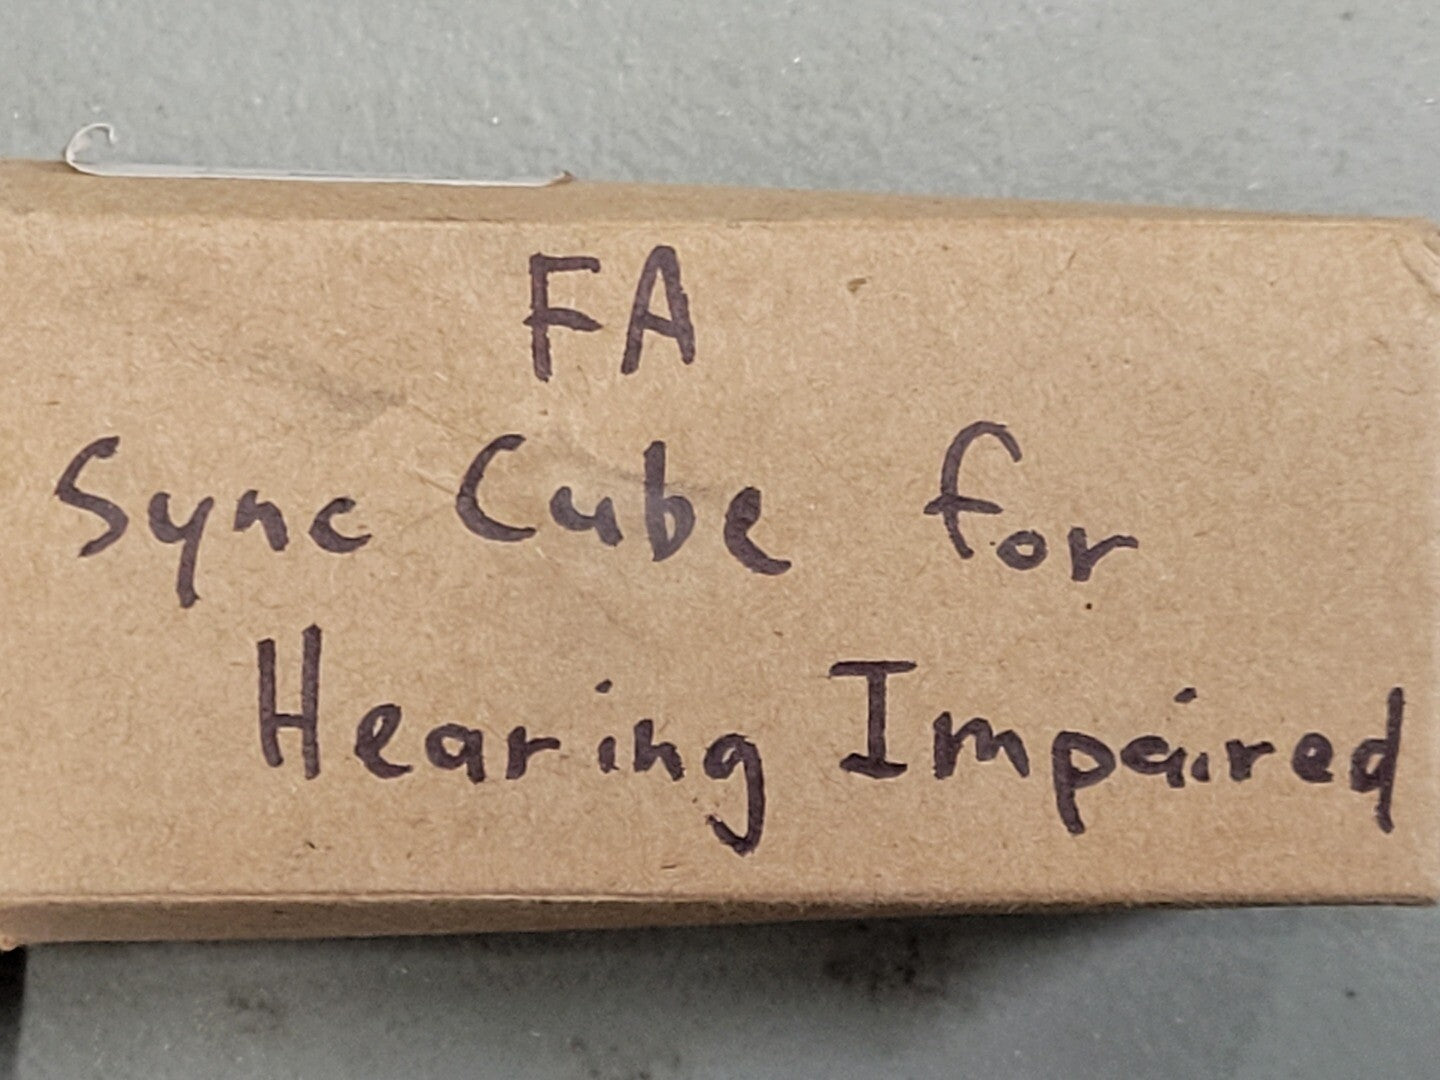 FA
Sync Cube for
Hearing Impaired